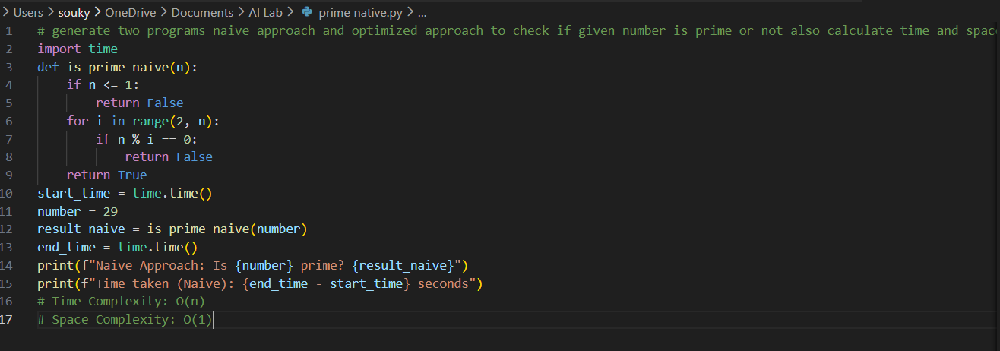 > Users > souky > OneDrive > Documents > AI Lab > prime native.py > ...
1 # generate two programs naive approach and optimized approach to check if given number is prime or not also calculate time and spac
2 import time
3 def is_prime_naive(n):
4     if n <= 1:
5         return False
6     for i in range(2, n):
7         if n % i == 0:
8             return False
9     return True
10 start_time = time.time()
11 number = 29
12 result_naive = is_prime_naive(number)
13 end_time = time.time()
14 print(f"Naive Approach: Is {number} prime? {result_naive}")
15 print(f"Time taken (Naive): {end_time - start_time} seconds")
16 # Time Complexity: O(n)
17 # Space Complexity: O(1)